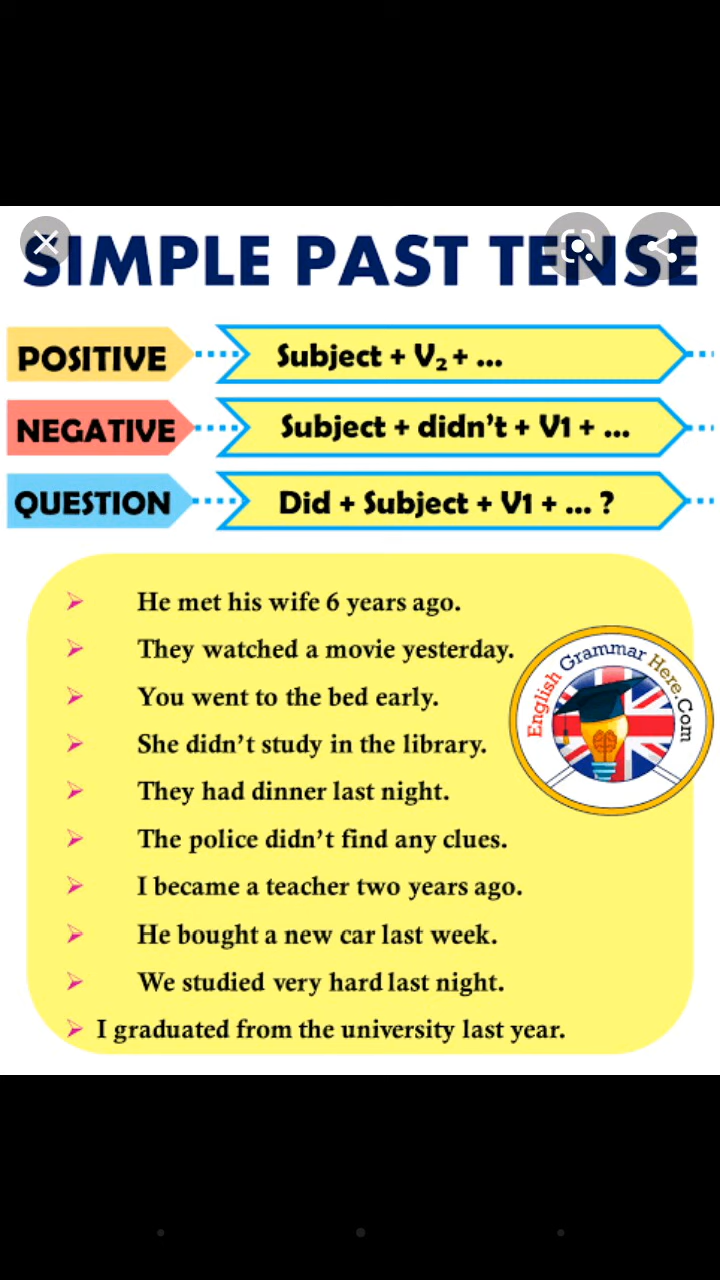 SIMPLE PAST TENSE
POSITIVE
Subject + V₂ + ...
NEGATIVE
Subject + didn't + V1 + ...
QUESTION
Did + Subject + V1 + ... ?
He met his wife 6 years ago.
They watched a movie yesterday.
You went to the bed early.
She didn't study in the library.
They had dinner last night.
The police didn't find any clues.
I became a teacher two years ago.
He bought a new car last week.
We studied very hard last night.
I graduated from the university last year.
English Grammar Here.Com